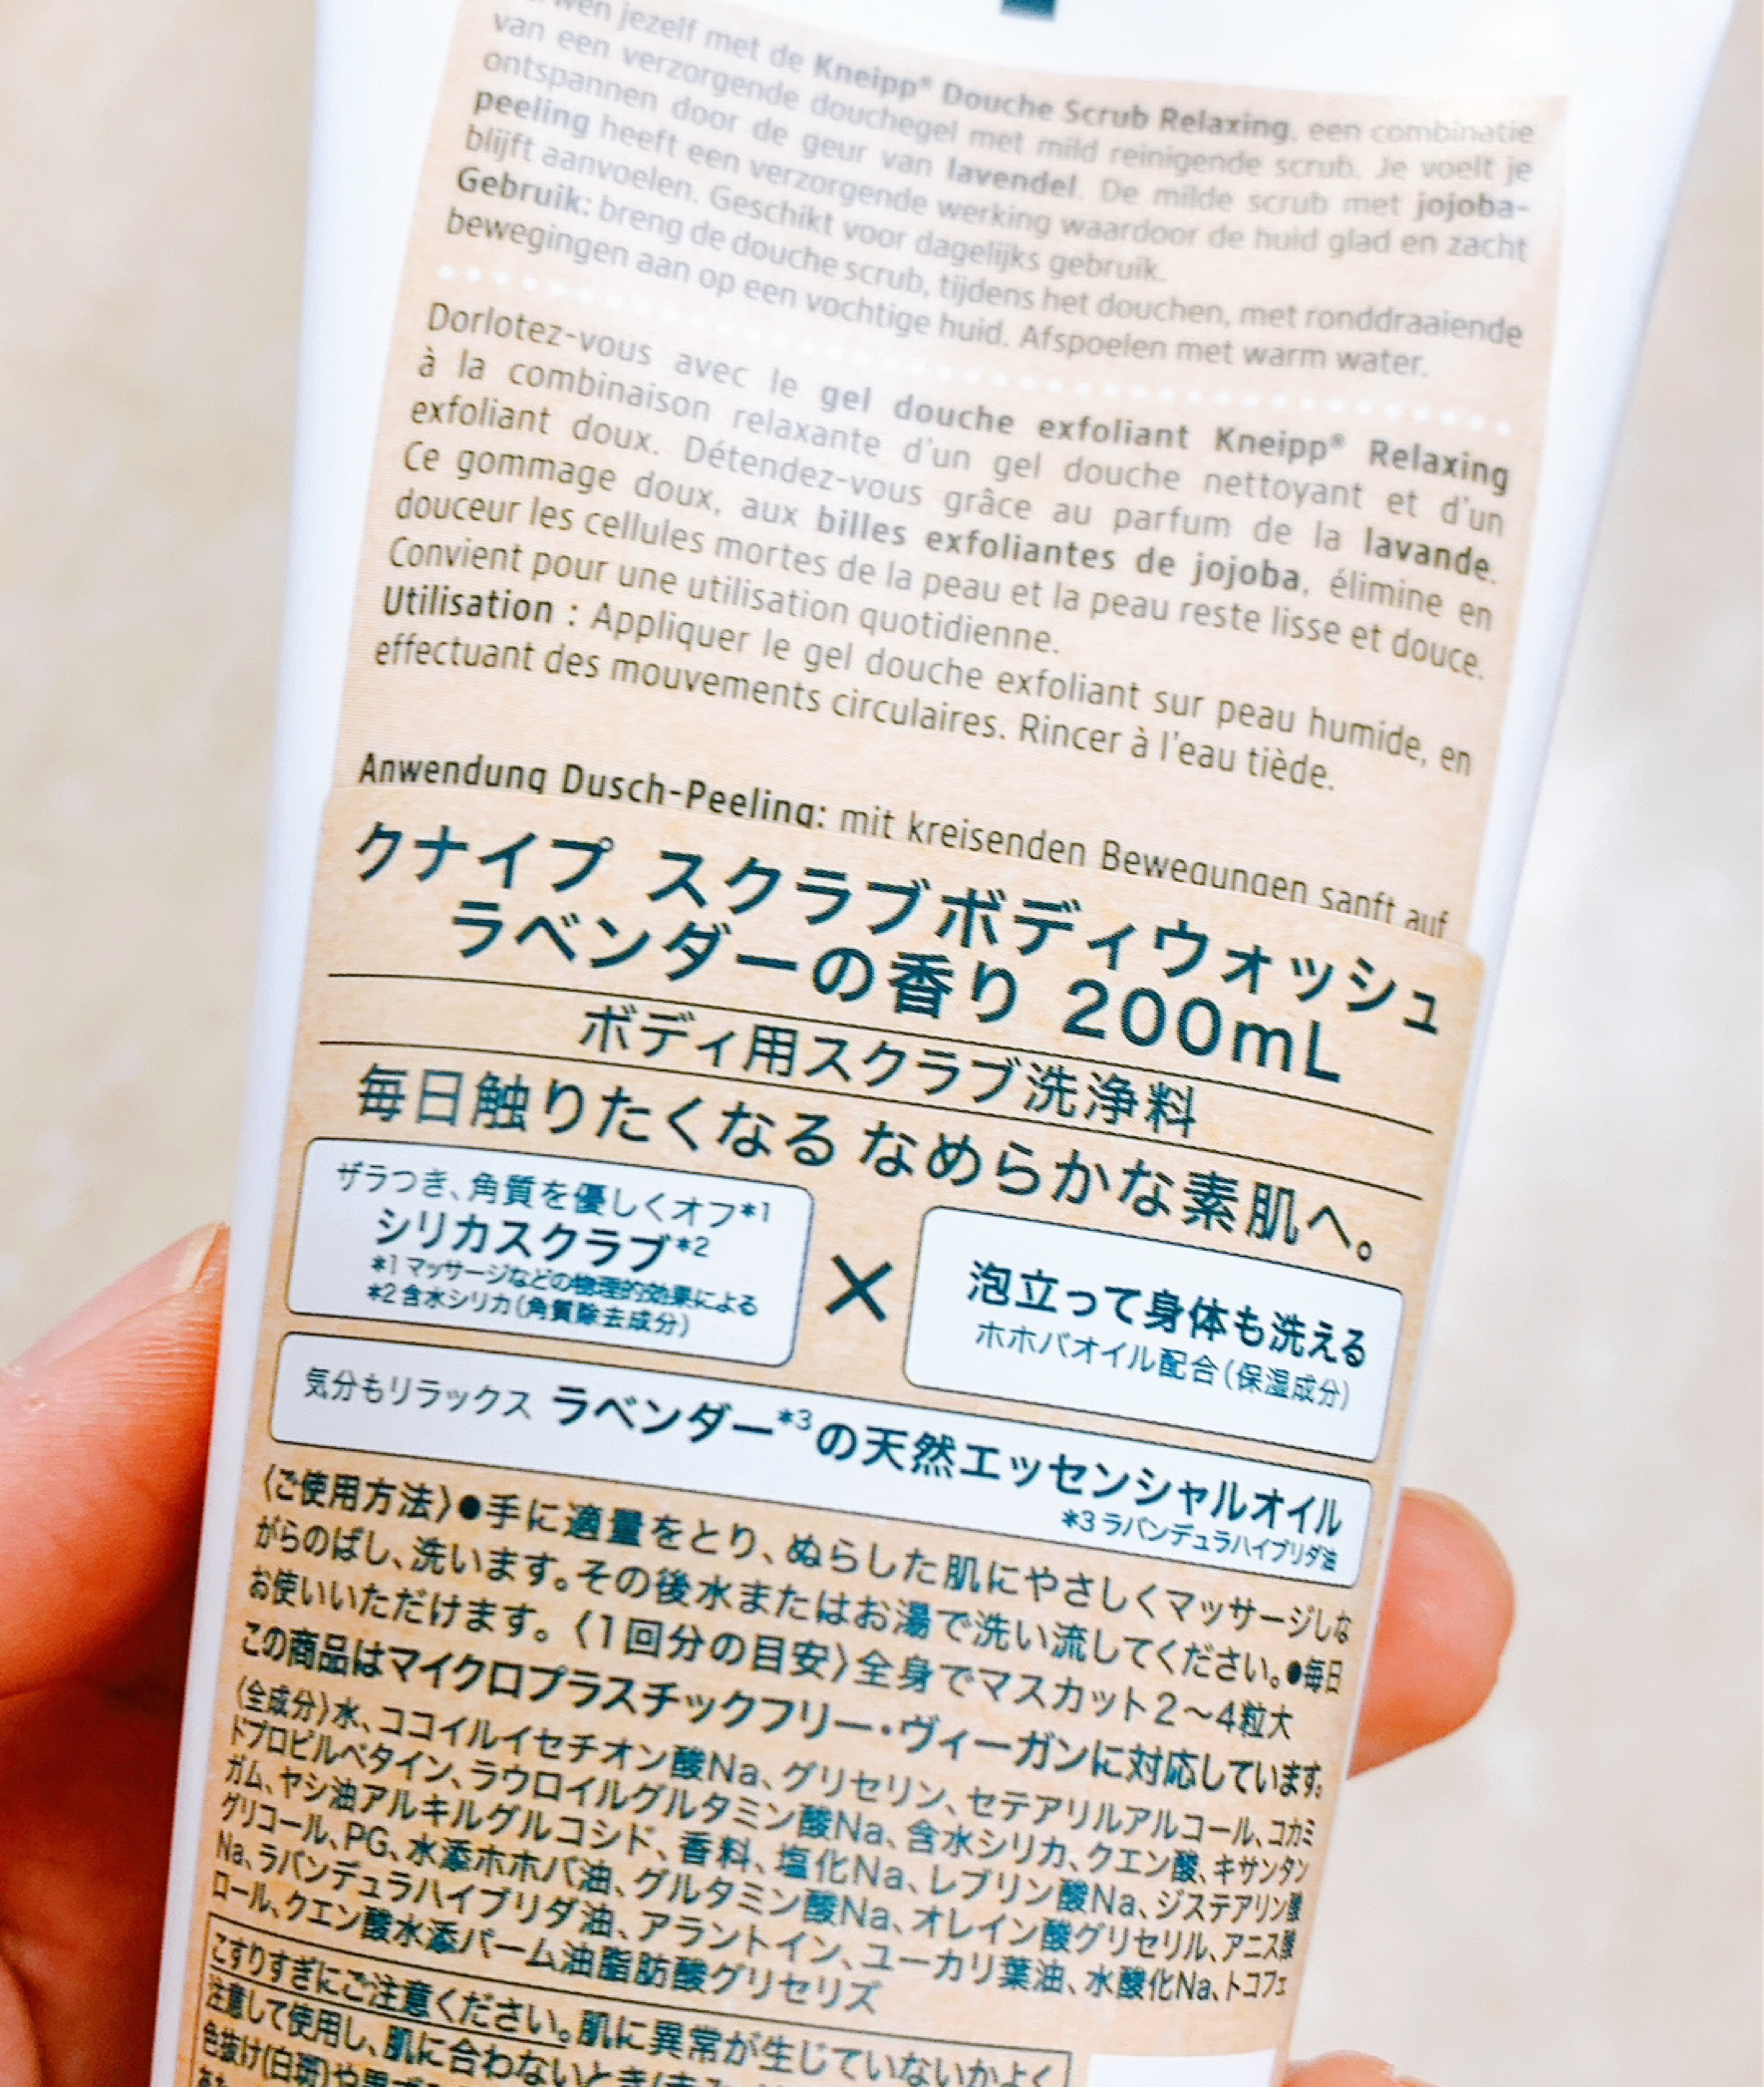 wen jezelf met de Kneipp® Douche Scrub Relaxing, een combinatie
van een verzorgende douchegel met mild reinigende scrub. Je voelt je
ontspannen door de geur van lavendel. De milde scrub met jojoba-
peeling heeft een verzorgende werking waardoor de huid glad en zacht
blijft aanvoelen. Geschikt voor dagelijks gebruik.
Gebruik: breng de douche scrub, tijdens het douchen, met ronddraaiende
bewegingen aan op een vochtige huid. Afspoelen met warm water.
Dorlotez-vous avec le gel douche exfoliant Kneipp® Relaxing
à la combinaison relaxante d'un gel douche nettoyant et d'un
exfoliant doux. Détendez-vous grâce au parfum de la lavande.
Ce gommage doux, aux billes exfoliantes de jojoba, élimine en
douceur les cellules mortes de la peau et la peau reste lisse et douce.
Convient pour une utilisation quotidienne.
Utilisation : Appliquer le gel douche exfoliant sur peau humide, en
effectuant des mouvements circulaires. Rincer à l'eau tiède.
Anwendung Dusch-Peeling: mit kreisenden Bewegungen sanft auf
クナイプ スクラブボディウォッシュ
ラベンダーの香り 200mL
ボディ用スクラブ洗浄料
毎日触りたくなる なめらかな素肌へ。
ザラつき、角質を優しくオフ*1
シリカスクラブ*2
*1 マッサージなどの物理的効果による
*2 含水シリカ(角質除去成分)
×
泡立って身体も洗える
ホホバオイル配合(保湿成分)
気分もリラックス ラベンダー*3の天然エッセンシャルオイル
*3 ラバンデュラハイブリダ油
〈ご使用方法〉●手に適量をとり、ぬらした肌にやさしくマッサージしな
がらのばし、洗います。その後水またはお湯で洗い流してください。●毎日
お使いいただけます。〈1回分の目安〉全身でマスカット2～4粒大
この商品はマイクロプラスチックフリー・ヴィーガンに対応しています。
〈全成分〉水、ココイルイセチオン酸Na、グリセリン、セテアリルアルコール、コカミ
ドプロピルベタイン、ラウロイルグルタミン酸Na、含水シリカ、クエン酸、キサンタン
ガム、ヤシ油アルキルグルコシド、香料、塩化Na、レブリン酸Na、ジステアリン酸
グリコール、PG、水添ホホバ油、グルタミン酸Na、オレイン酸グリセリル、アニス酸
Na、ラバンデュラハイブリダ油、アラントイン、ユーカリ葉油、水酸化Na、トコフェ
ロール、クエン酸水添パーム油脂肪酸グリセリズ
こすりすぎにご注意ください。肌に異常が生じていないかよく
注意して使用し、肌に合わないとき
色抜け(白斑)や黒